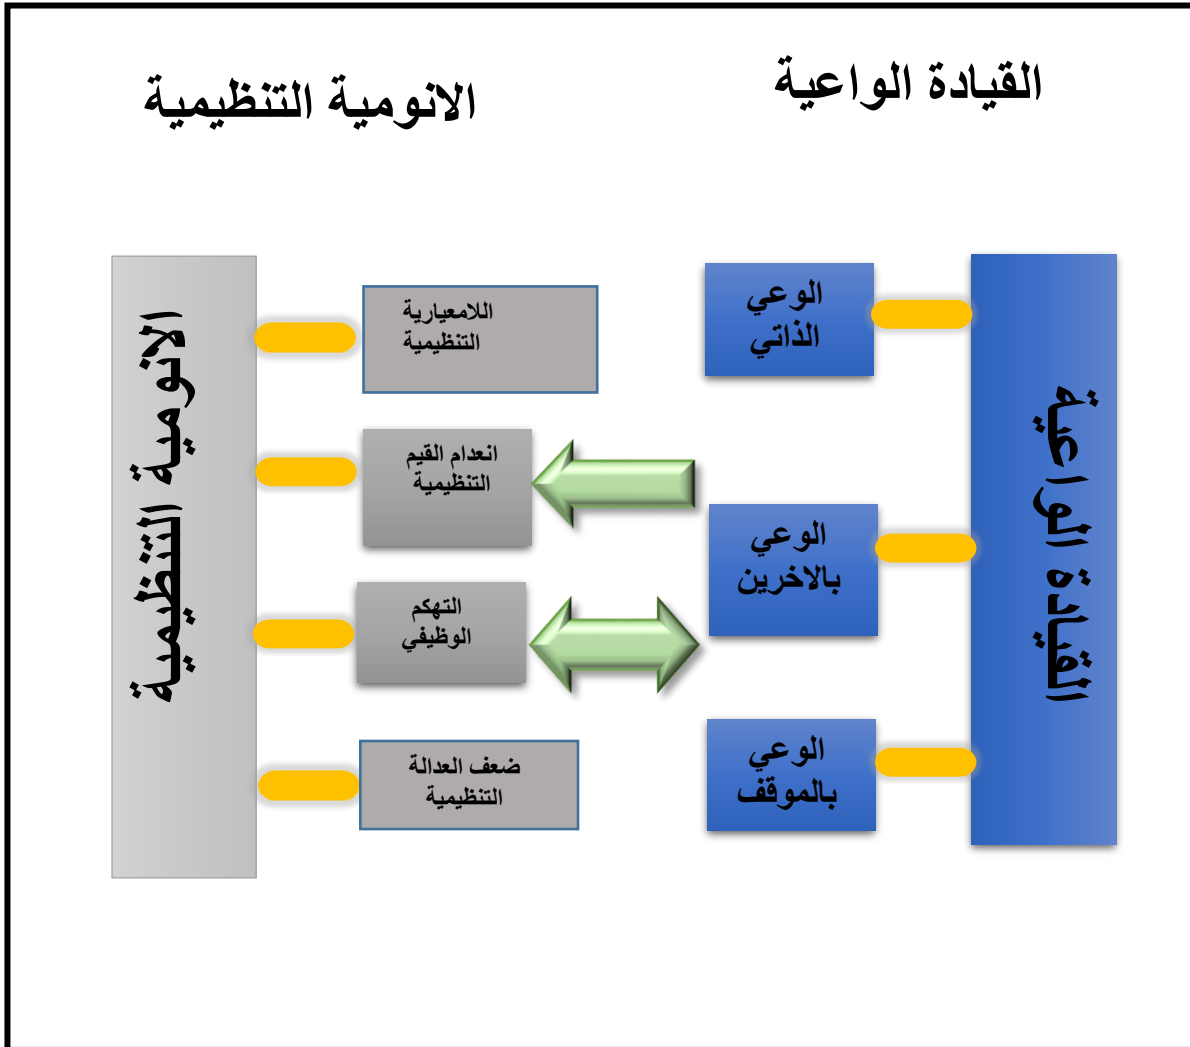 القيادة الواعية
الانومية التنظيمية
القيادة الواعية
الوعي
الذاتي
الوعي
بالاخرين
الوعي
بالموقف
اللامعيارية
التنظيمية
انعدام القيم
التنظيمية
التهكم
الوظيفي
ضعف العدالة
التنظيمية
الانومية التنظيمية